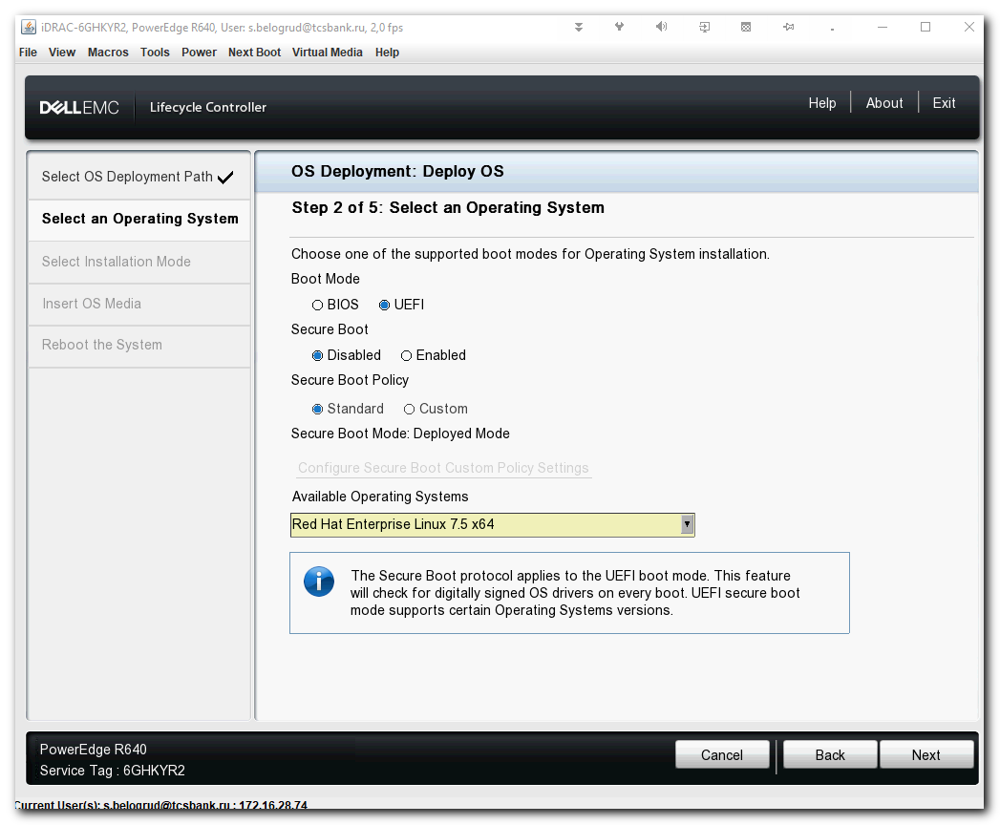 iDRAC-6GHKYR2, PowerEdge R640, User: s.belogrud@tcsbank.ru, 2,0 fps
File View Macros Tools Power Next Boot Virtual Media Help
DELLEMC Lifecycle Controller Help About Exit
Select OS Deployment Path
Select an Operating System
Select Installation Mode
Insert OS Media
Reboot the System
OS Deployment: Deploy OS
Step 2 of 5: Select an Operating System
Choose one of the supported boot modes for Operating System installation.
Boot Mode
BIOS UEFI
Secure Boot
Disabled Enabled
Secure Boot Policy
Standard Custom
Secure Boot Mode: Deployed Mode
Configure Secure Boot Custom Policy Settings
Available Operating Systems
Red Hat Enterprise Linux 7.5 x64
The Secure Boot protocol applies to the UEFI boot mode. This feature
will check for digitally signed OS drivers on every boot. UEFI secure boot
mode supports certain Operating Systems versions.
PowerEdge R640
Service Tag : 6GHKYR2
Cancel Back Next
Current User(s): s.belogrud@tcsbank.ru : 172.16.28.74